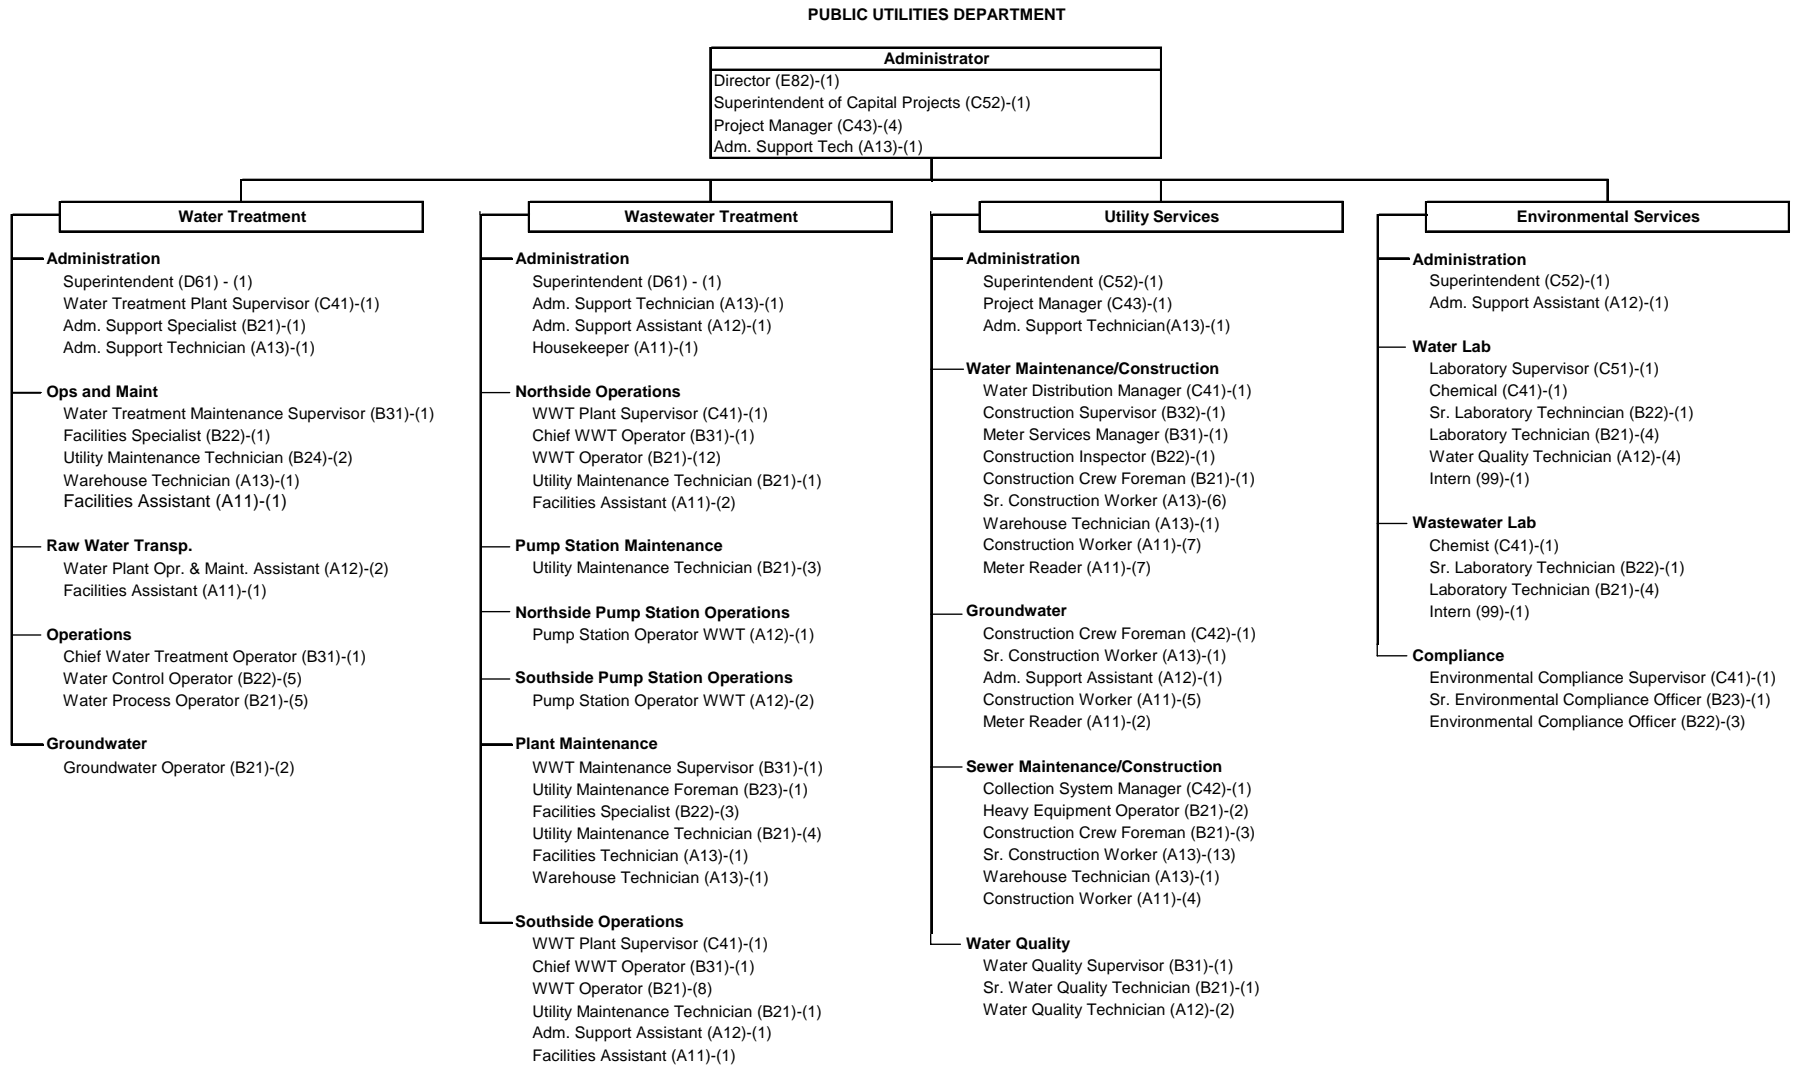 PUBLIC UTILITIES DEPARTMENT
Administrator
Director (E82)-(1)
Superintendent of Capital Projects (C52)-(1)
Project Manager (C43)-(4)
Adm. Support Tech (A13)-(1)
Water Treatment
Administration
Superintendent (D61) - (1)
Water Treatment Plant Supervisor (C41)-(1)
Adm. Support Specialist (B21)-(1)
Adm. Support Technician (A13)-(1)
Ops and Maint
Water Treatment Maintenance Supervisor (B31)-(1)
Facilities Specialist (B22)-(1)
Utility Maintenance Technician (B24)-(2)
Warehouse Technician (A13)-(1)
Facilities Assistant (A11)-(1)
Raw Water Transp.
Water Plant Opr. & Maint. Assistant (A12)-(2)
Facilities Assistant (A11)-(1)
Operations
Chief Water Treatment Operator (B31)-(1)
Water Control Operator (B22)-(5)
Water Process Operator (B21)-(5)
Groundwater
Groundwater Operator (B21)-(2)
Wastewater Treatment
Administration
Superintendent (D61) - (1)
Adm. Support Technician (A13)-(1)
Adm. Support Assistant (A12)-(1)
Housekeeper (A11)-(1)
Northside Operations
WWT Plant Supervisor (C41)-(1)
Chief WWT Operator (B31)-(1)
WWT Operator (B21)-(12)
Utility Maintenance Technician (B21)-(1)
Facilities Assistant (A11)-(2)
Pump Station Maintenance
Utility Maintenance Technician (B21)-(3)
Northside Pump Station Operations
Pump Station Operator WWT (A12)-(1)
Southside Pump Station Operations
Pump Station Operator WWT (A12)-(2)
Plant Maintenance
WWT Maintenance Supervisor (B31)-(1)
Utility Maintenance Foreman (B23)-(1)
Facilities Specialist (B22)-(3)
Utility Maintenance Technician (B21)-(4)
Facilities Technician (A13)-(1)
Warehouse Technician (A13)-(1)
Southside Operations
WWT Plant Supervisor (C41)-(1)
Chief WWT Operator (B31)-(1)
WWT Operator (B21)-(8)
Utility Maintenance Technician (B21)-(1)
Adm. Support Assistant (A12)-(1)
Facilities Assistant (A11)-(1)
Utility Services
Administration
Superintendent (C52)-(1)
Project Manager (C43)-(1)
Adm. Support Technician(A13)-(1)
Water Maintenance/Construction
Water Distribution Manager (C41)-(1)
Construction Supervisor (B32)-(1)
Meter Services Manager (B31)-(1)
Construction Inspector (B22)-(1)
Construction Crew Foreman (B21)-(1)
Sr. Construction Worker (A13)-(6)
Warehouse Technician (A13)-(1)
Construction Worker (A11)-(7)
Meter Reader (A11)-(7)
Groundwater
Construction Crew Foreman (C42)-(1)
Sr. Construction Worker (A13)-(1)
Adm. Support Assistant (A12)-(1)
Construction Worker (A11)-(5)
Meter Reader (A11)-(2)
Sewer Maintenance/Construction
Collection System Manager (C42)-(1)
Heavy Equipment Operator (B21)-(2)
Construction Crew Foreman (B21)-(3)
Sr. Construction Worker (A13)-(13)
Warehouse Technician (A13)-(1)
Construction Worker (A11)-(4)
Water Quality
Water Quality Supervisor (B31)-(1)
Sr. Water Quality Technician (B21)-(1)
Water Quality Technician (A12)-(2)
Environmental Services
Administration
Superintendent (C52)-(1)
Adm. Support Assistant (A12)-(1)
Water Lab
Laboratory Supervisor (C51)-(1)
Chemical (C41)-(1)
Sr. Laboratory Technincian (B22)-(1)
Laboratory Technician (B21)-(4)
Water Quality Technician (A12)-(4)
Intern (99)-(1)
Wastewater Lab
Chemist (C41)-(1)
Sr. Laboratory Technician (B22)-(1)
Laboratory Technician (B21)-(4)
Intern (99)-(1)
Compliance
Environmental Compliance Supervisor (C41)-(1)
Sr. Environmental Compliance Officer (B23)-(1)
Environmental Compliance Officer (B22)-(3)